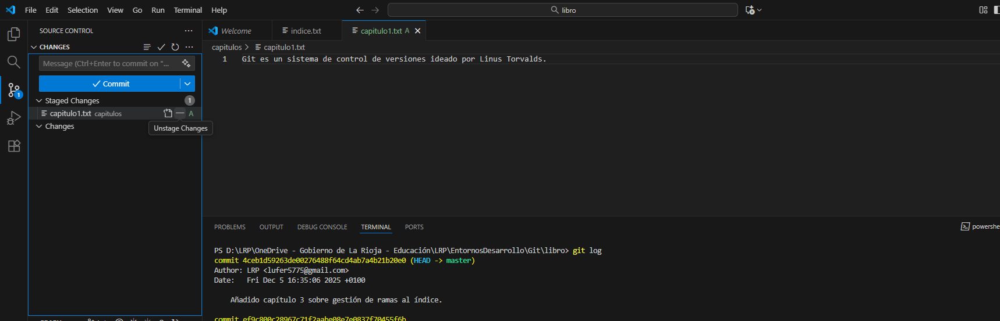 File Edit Selection View Go Run Terminal Help
libro
SOURCE CONTROL
CHANGES
Message (Ctrl+Enter to commit on "...
Commit
Staged Changes 1
capitulo1.txt capitulos A
Changes
Unstage Changes
1
Welcome indice.txt capitulo1.txt A
capitulos > capitulo1.txt
1 Git es un sistema de control de versiones ideado por Linus Torvalds.
PROBLEMS OUTPUT DEBUG CONSOLE TERMINAL PORTS
powershe
PS D:\LRP\OneDrive - Gobierno de La Rioja - Educación\LRP\EntornosDesarrollo\Git\libro> git log
commit 4ceb1d59263de00276488f64cd4ab7a4b21b20e0 (HEAD -> master)
Author: LRP <lufer5775@gmail.com>
Date: Fri Dec 5 16:35:06 2025 +0100
Añadido capítulo 3 sobre gestión de ramas al índice.
commit ef9c800c28967c71f2aabe08e7e0837f70455f6b